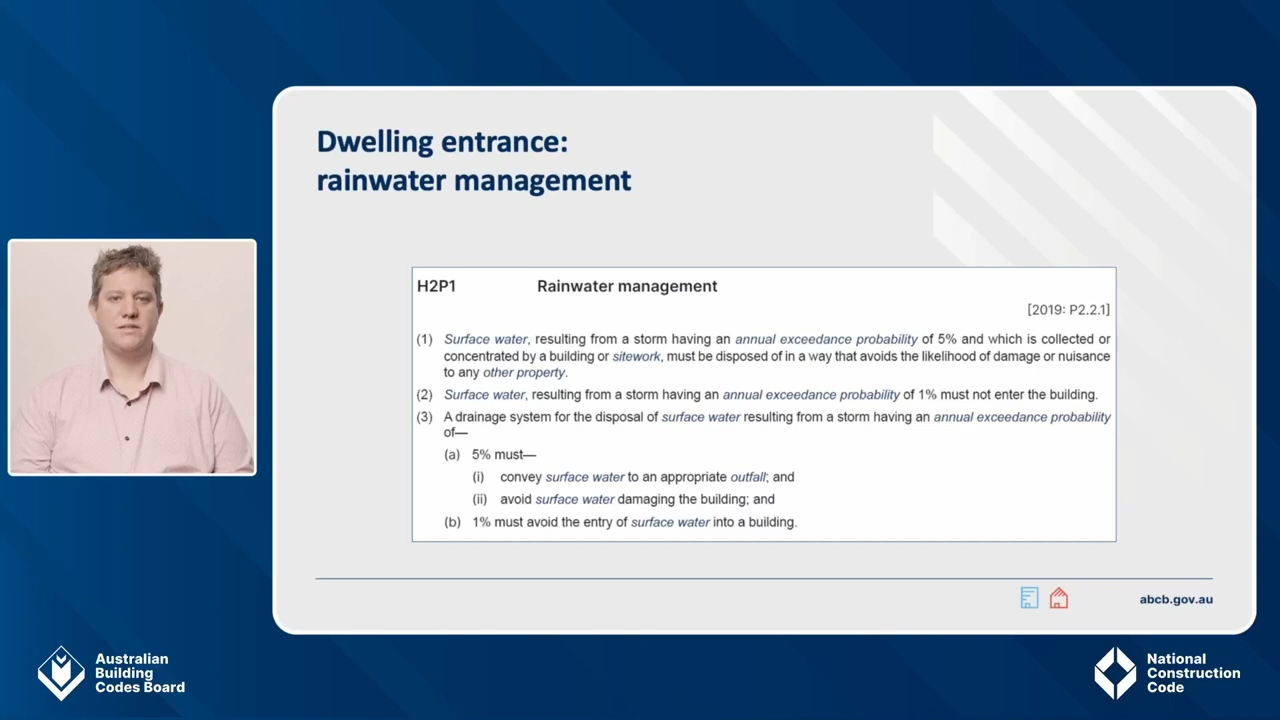 Dwelling entrance:
rainwater management
H2P1 Rainwater management
[2019: P2.2.1]
(1) Surface water, resulting from a storm having an annual exceedance probability of 5% and which is collected or
concentrated by a building or sitework, must be disposed of in a way that avoids the likelihood of damage or nuisance
to any other property.
(2) Surface water, resulting from a storm having an annual exceedance probability of 1% must not enter the building.
(3) A drainage system for the disposal of surface water resulting from a storm having an annual exceedance probability
of—
(a) 5% must—
(i) convey surface water to an appropriate outfall; and
(ii) avoid surface water damaging the building; and
(b) 1% must avoid the entry of surface water into a building.
abcb.gov.au
Australian
Building
Codes Board
National
Construction
Code